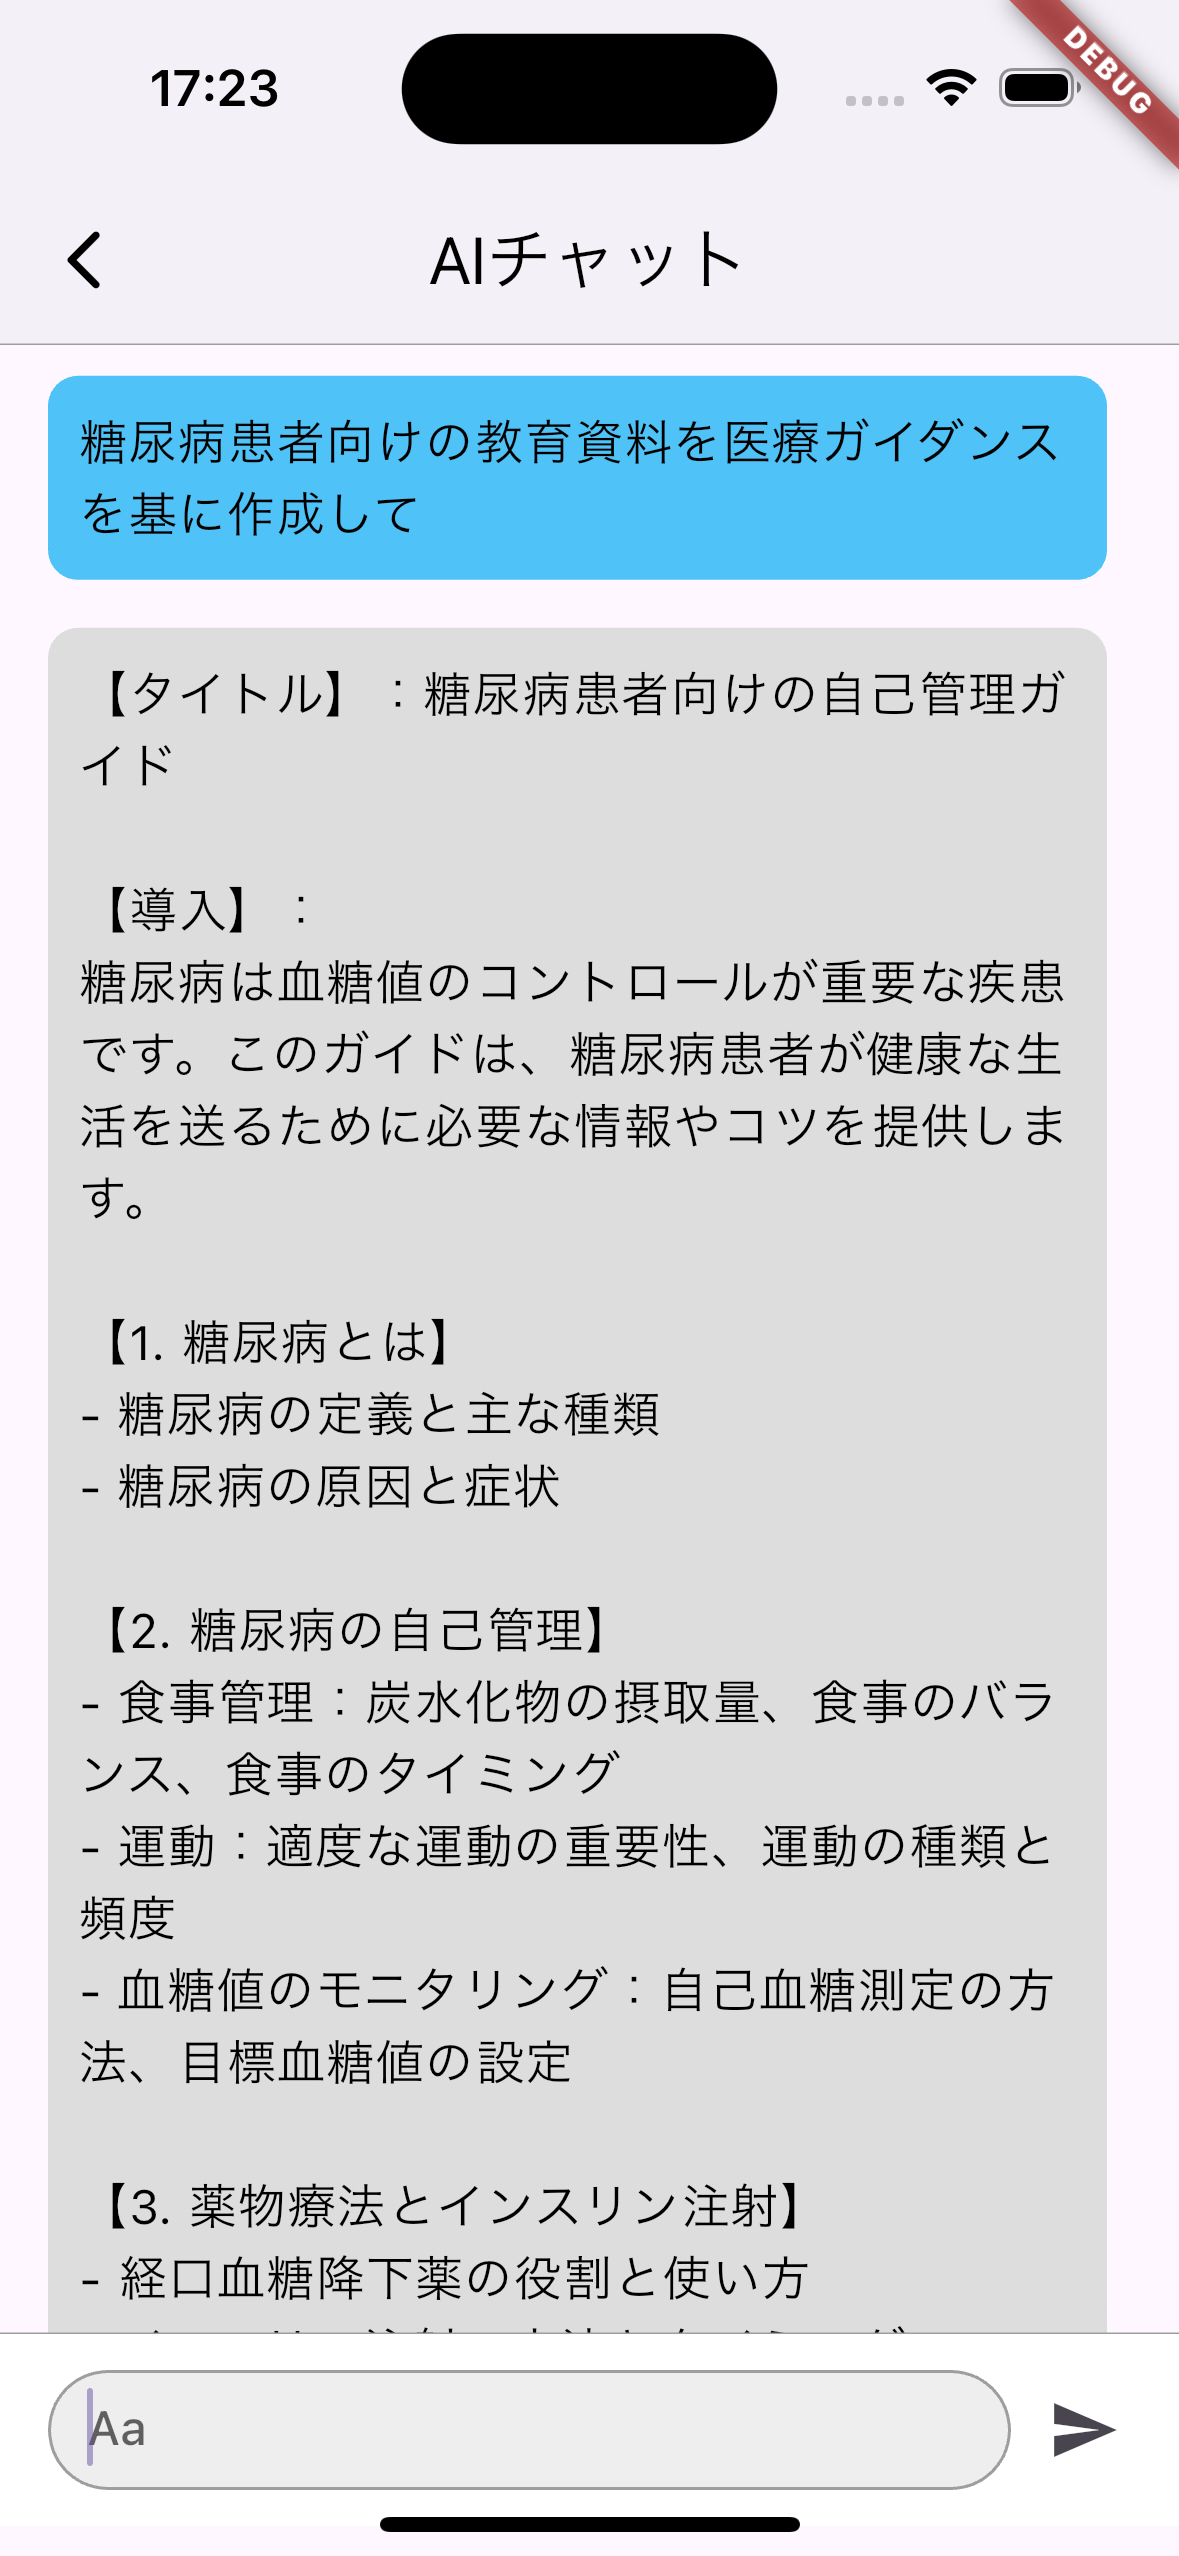 17:23
DEBUG
AIチャット
糖尿病患者向けの教育資料を医療ガイダンス
を基に作成して
【タイトル】：糖尿病患者向けの自己管理ガ
イド
【導入】：
糖尿病は血糖値のコントロールが重要な疾患
です。このガイドは、糖尿病患者が健康な生
活を送るために必要な情報やコツを提供しま
す。
【1. 糖尿病とは】
- 糖尿病の定義と主な種類
- 糖尿病の原因と症状
【2. 糖尿病の自己管理】
- 食事管理：炭水化物の摂取量、食事のバラ
ンス、食事のタイミング
- 運動：適度な運動の重要性、運動の種類と
頻度
- 血糖値のモニタリング：自己血糖測定の方
法、目標血糖値の設定
【3. 薬物療法とインスリン注射】
- 経口血糖降下薬の役割と使い方
Aa